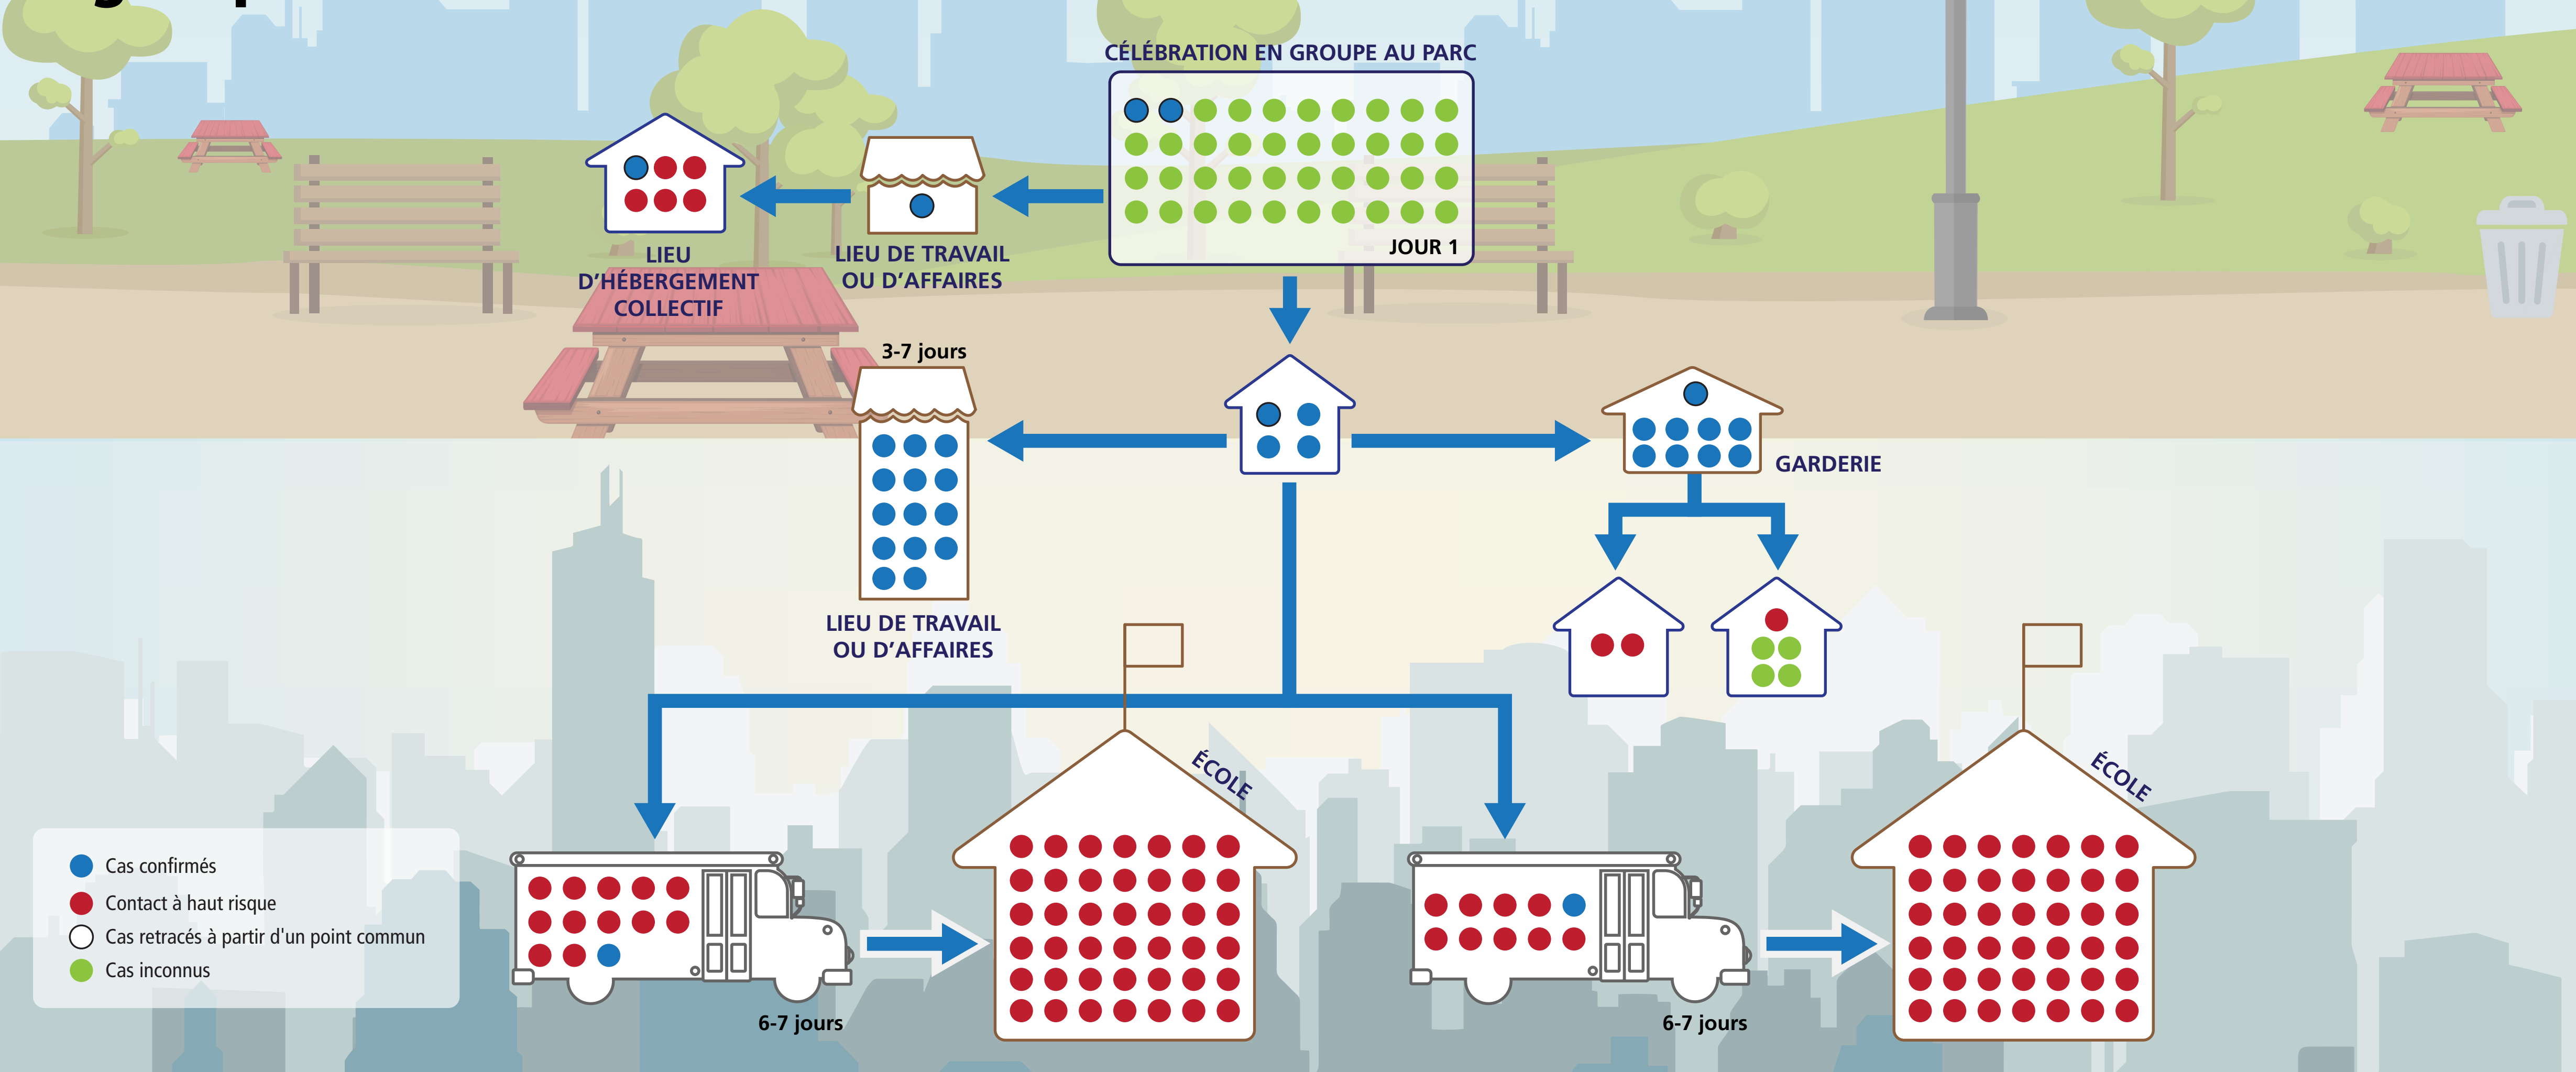 CÉLÉBRATION EN GROUPE AU PARC
JOUR 1
LIEU
D’HÉBERGEMENT
COLLECTIF
LIEU DE TRAVAIL
OU D’AFFAIRES
3-7 jours
GARDERIE
LIEU DE TRAVAIL
OU D’AFFAIRES
ÉCOLE
ÉCOLE
Cas confirmés
Contact à haut risque
Cas retracés à partir d'un point commun
Cas inconnus
6-7 jours
6-7 jours